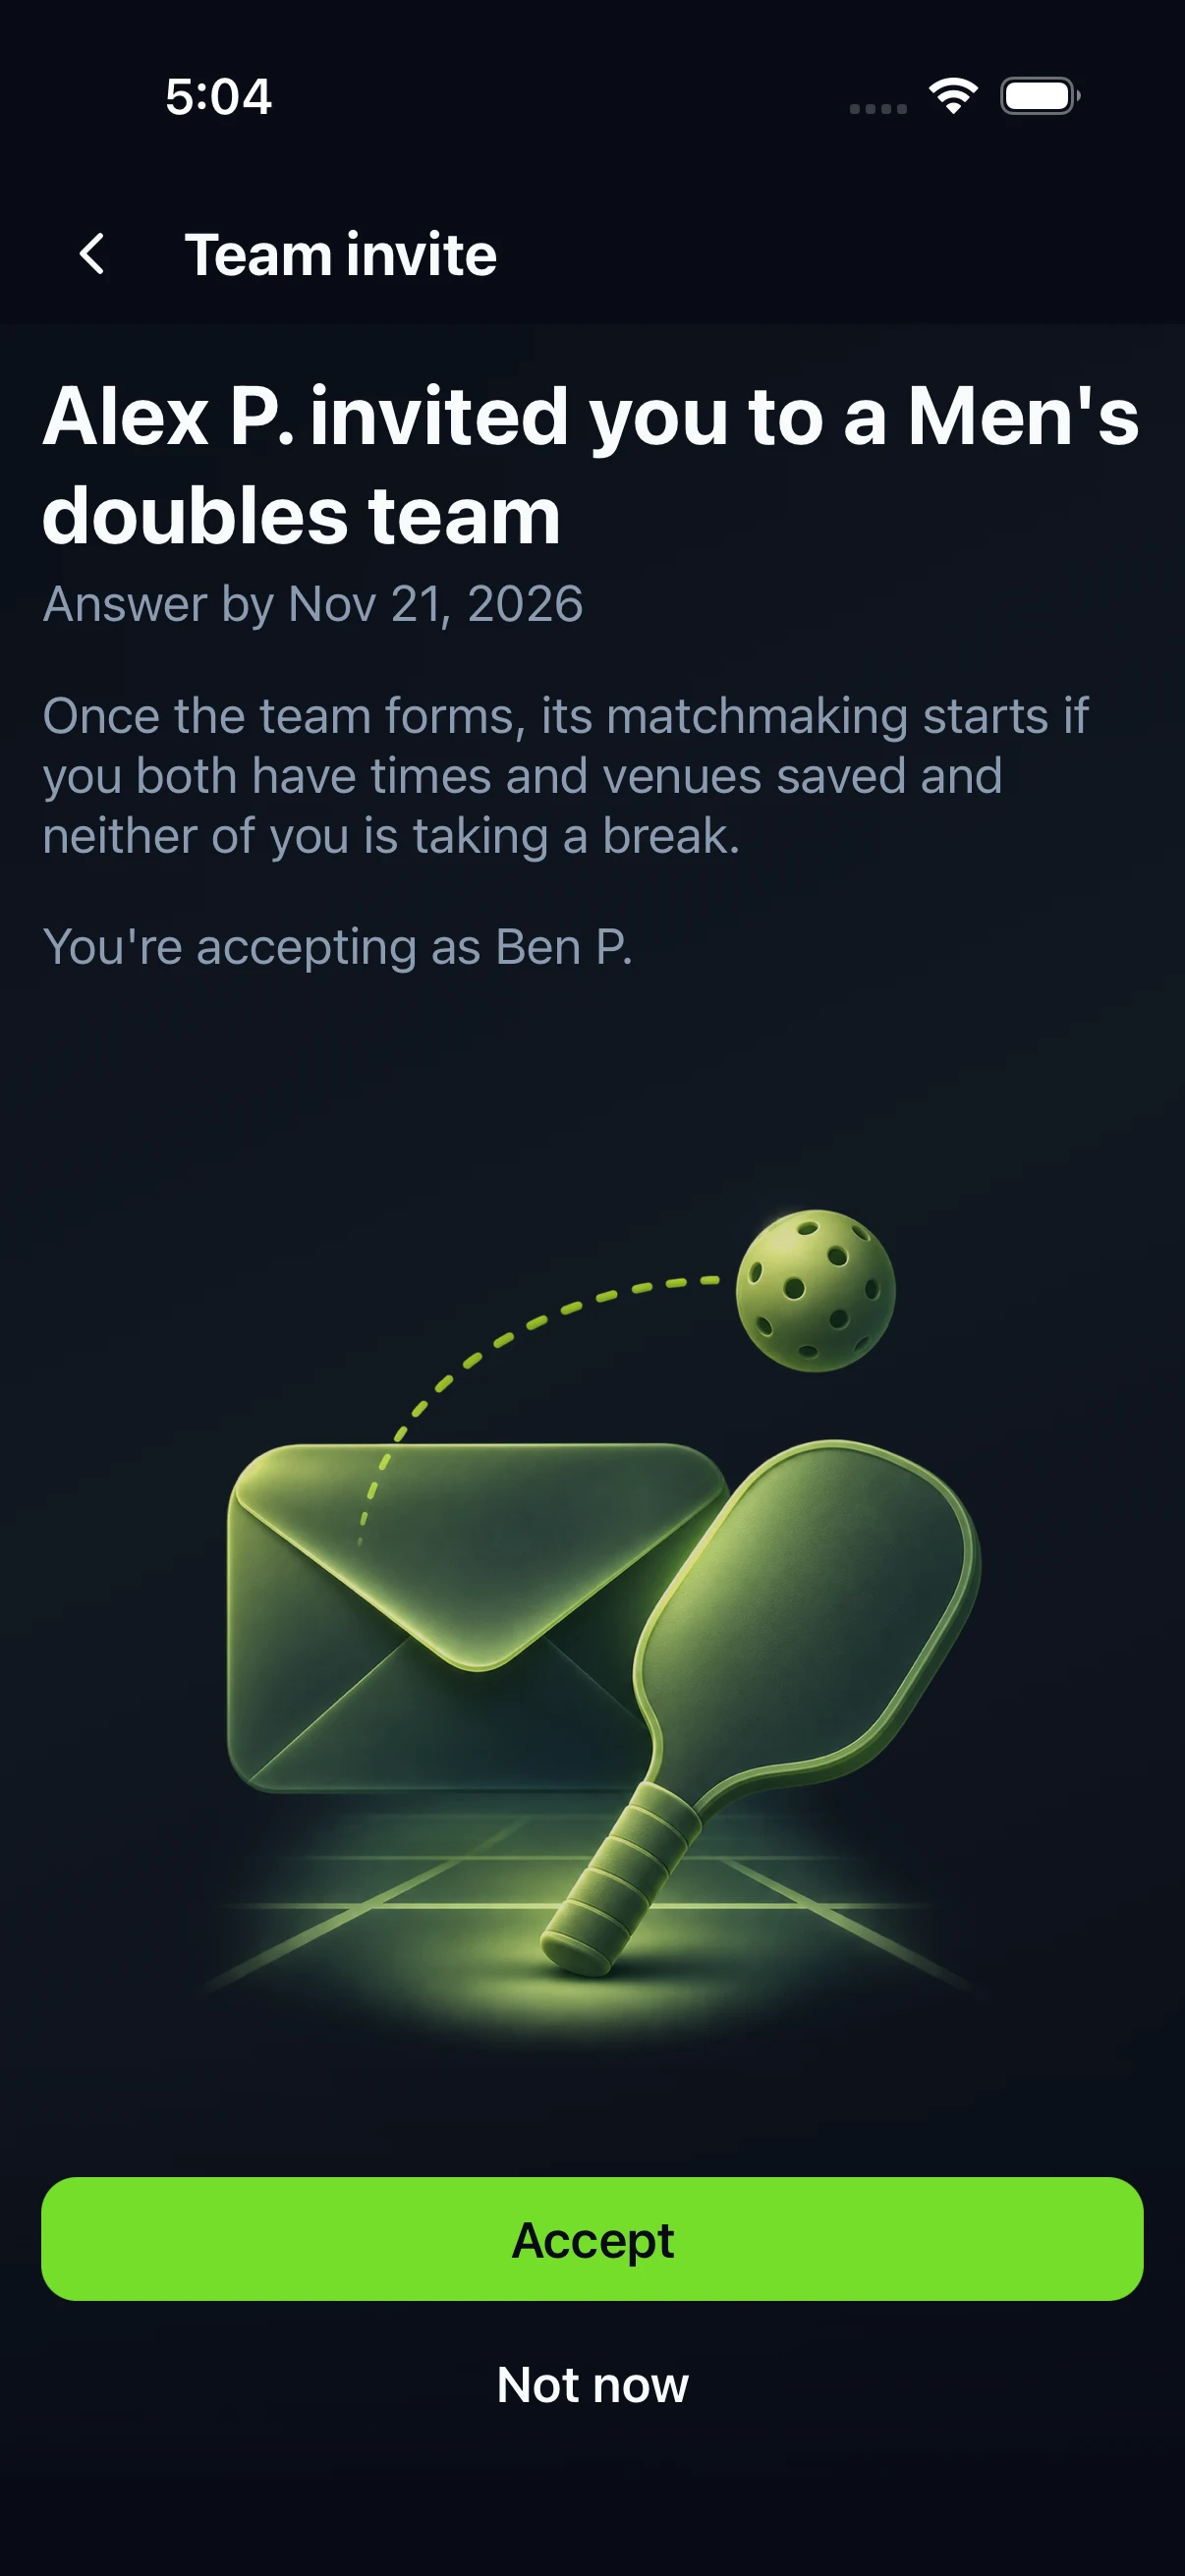 5:04
Team invite
Alex P. invited you to a Men's
doubles team
Answer by Nov 21, 2026
Once the team forms, its matchmaking starts if
you both have times and venues saved and
neither of you is taking a break.
You're accepting as Ben P.
Accept
Not now